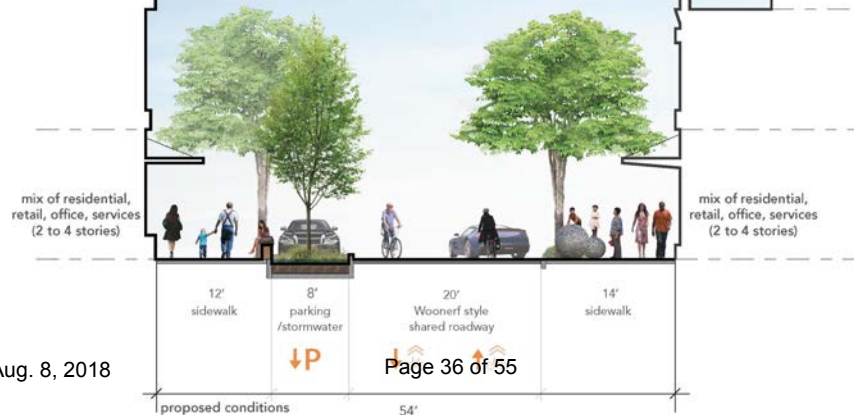 mix of residential,
retail, office, services
(2 to 4 stories)
mix of residential,
retail, office, services
(2 to 4 stories)
12'
sidewalk
8'
parking
/stormwater
P
20'
Woonerf style
shared roadway
14'
sidewalk
Aug. 8, 2018
Page 36 of 55
proposed conditions
54'